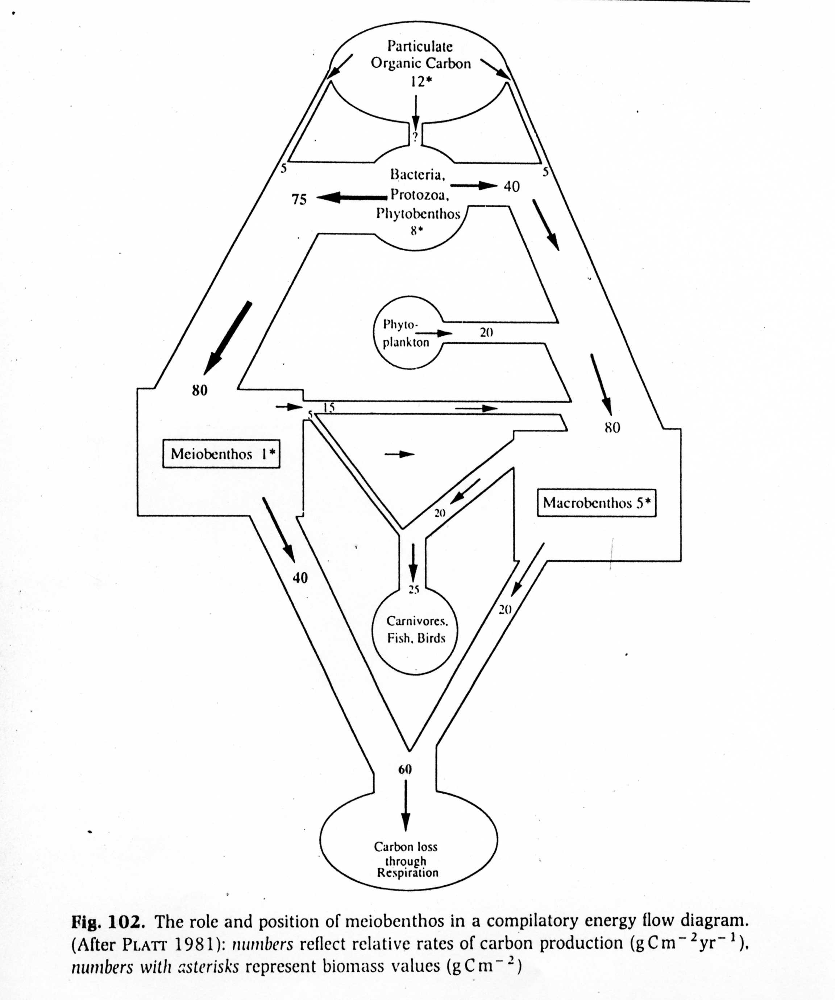 Particulate
Organic Carbon
12*
?
5
5
Bacteria,
40
75
Protozoa,
Phytobenthos
8*
Phyto-
20
plankton
80
15
5
80
Meiobenthos 1*
Macrobenthos 5*
20
40
25
20
Carnivores,
Fish, Birds
60
Carbon loss
through
Respiration
Fig. 102. The role and position of meiobenthos in a compilatory energy flow diagram.
(After PLATT 1981): numbers reflect relative rates of carbon production (g C m⁻² yr⁻¹),
numbers with asterisks represent biomass values (g C m⁻²)